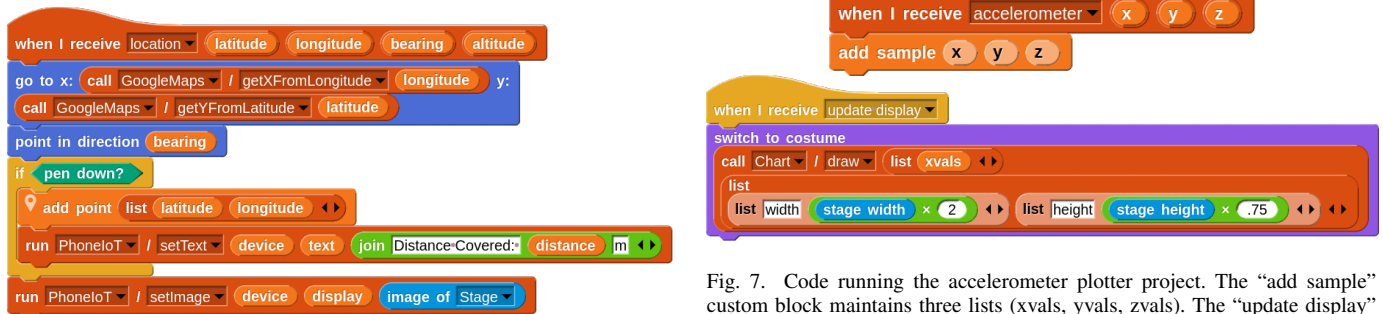 when I receive location latitude longitude bearing altitude
go to x: call GoogleMaps / getXFromLongitude longitude y:
call GoogleMaps / getYFromLatitude latitude
point in direction bearing
if pen down?
add point list latitude longitude
run PhoneIoT / setText device text join Distance Covered: distance m
run PhoneIoT / setImage device display image of Stage
when I receive accelerometer x y z
add sample x y z
when I receive update display
switch to costume
call Chart / draw list xvals
list
list width stage width × 2 list height stage height × .75
Fig. 7. Code running the accelerometer plotter project. The “add sample”
custom block maintains three lists (xvals, yvals, zvals). The “update display”